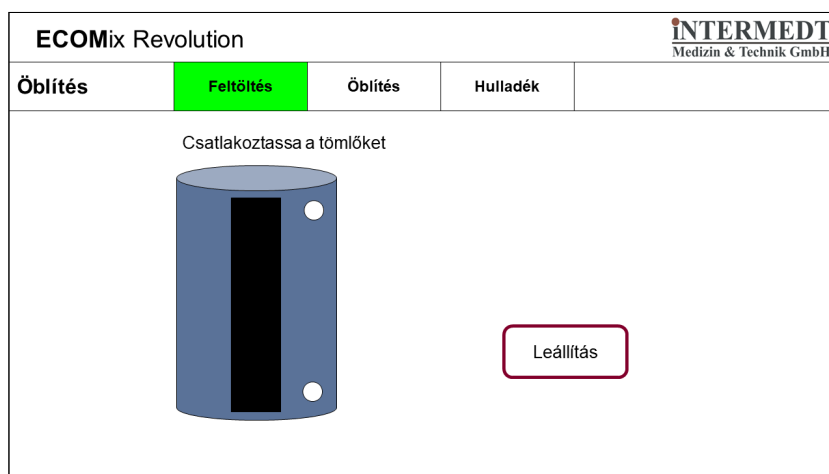 ECOMix Revolution
INTERMEDT
Medizin & Technik GmbH
Öblítés
Feltöltés
Öblítés
Hulladék
Csatlakoztassa a tömlőket
Leállítás